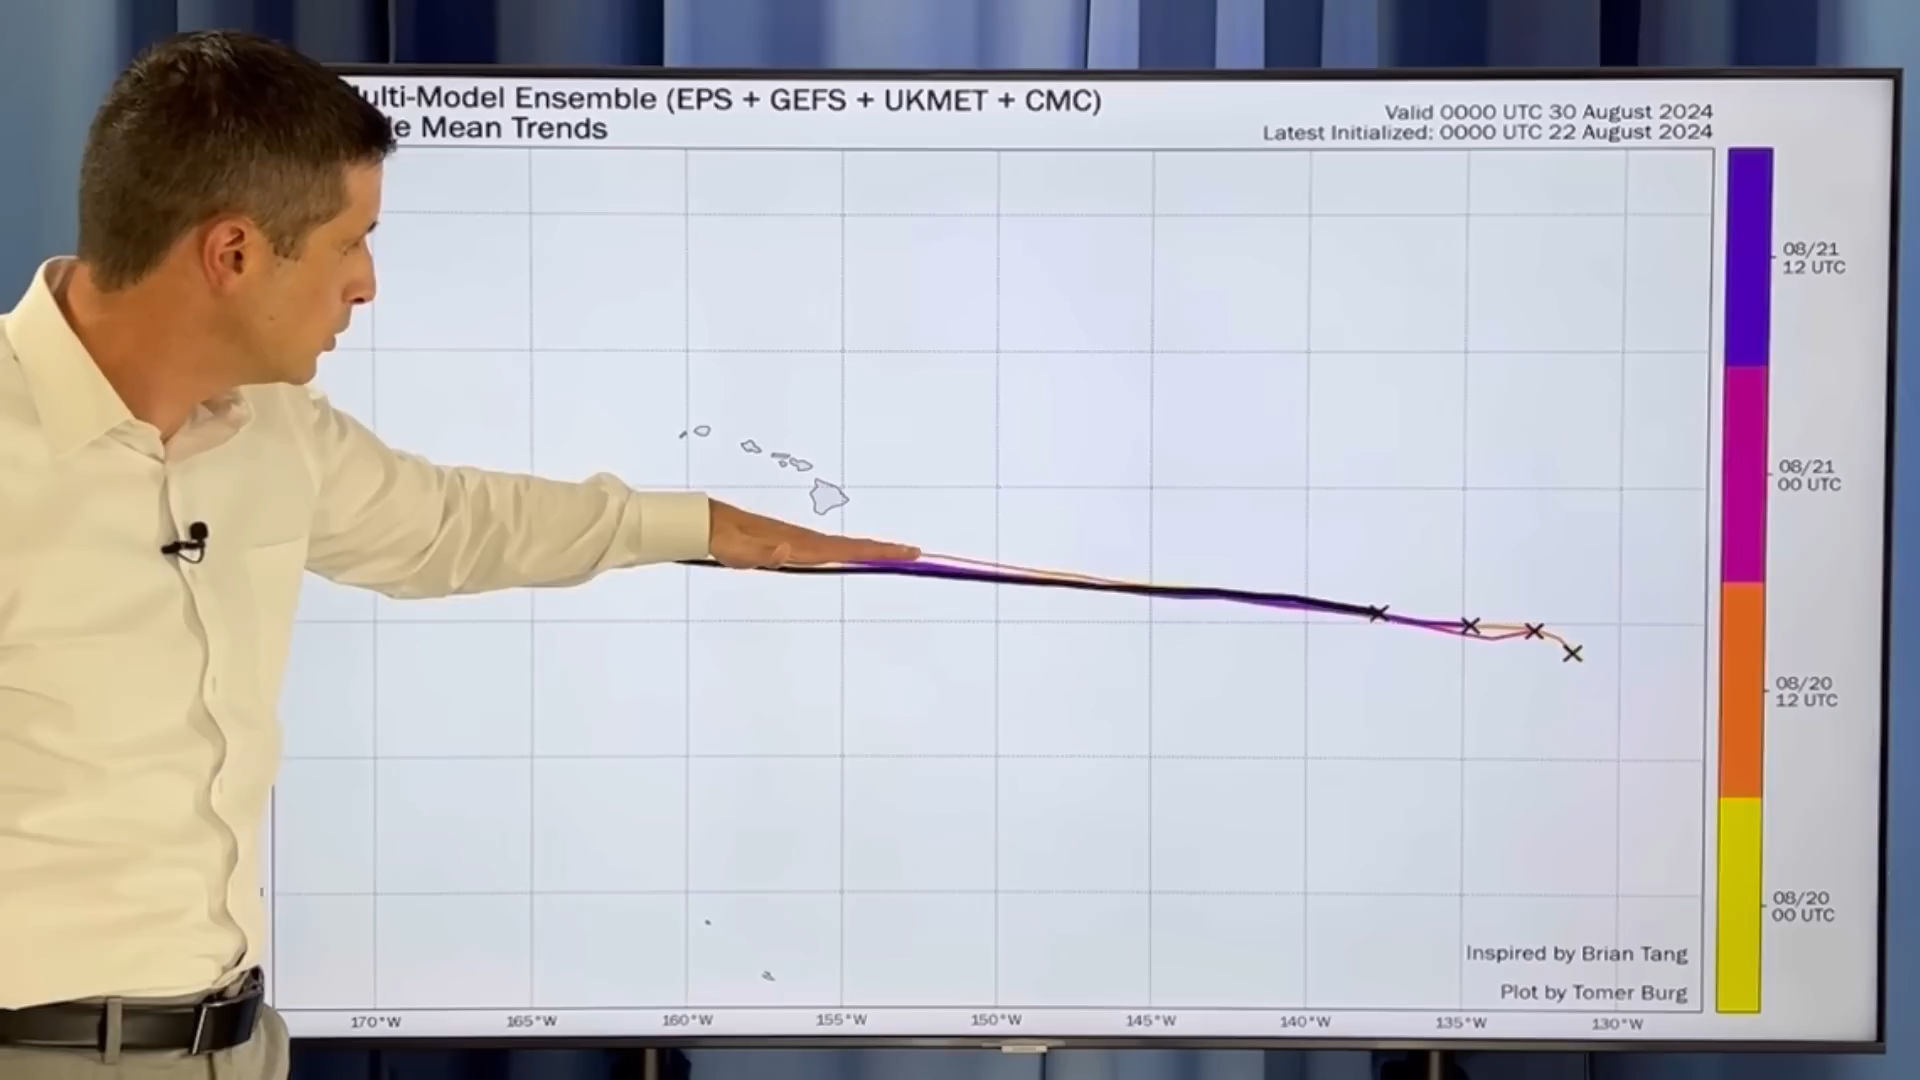 ulti-Model Ensemble (EPS + GEFS + UKMET + CMC)
e Mean Trends
Valid 0000 UTC 30 August 2024
Latest Initialized: 0000 UTC 22 August 2024
08/21
12 UTC
08/21
00 UTC
08/20
12 UTC
08/20
00 UTC
Inspired by Brian Tang
Plot by Tomer Burg
170°W 165°W 160°W 155°W 150°W 145°W 140°W 135°W 130°W